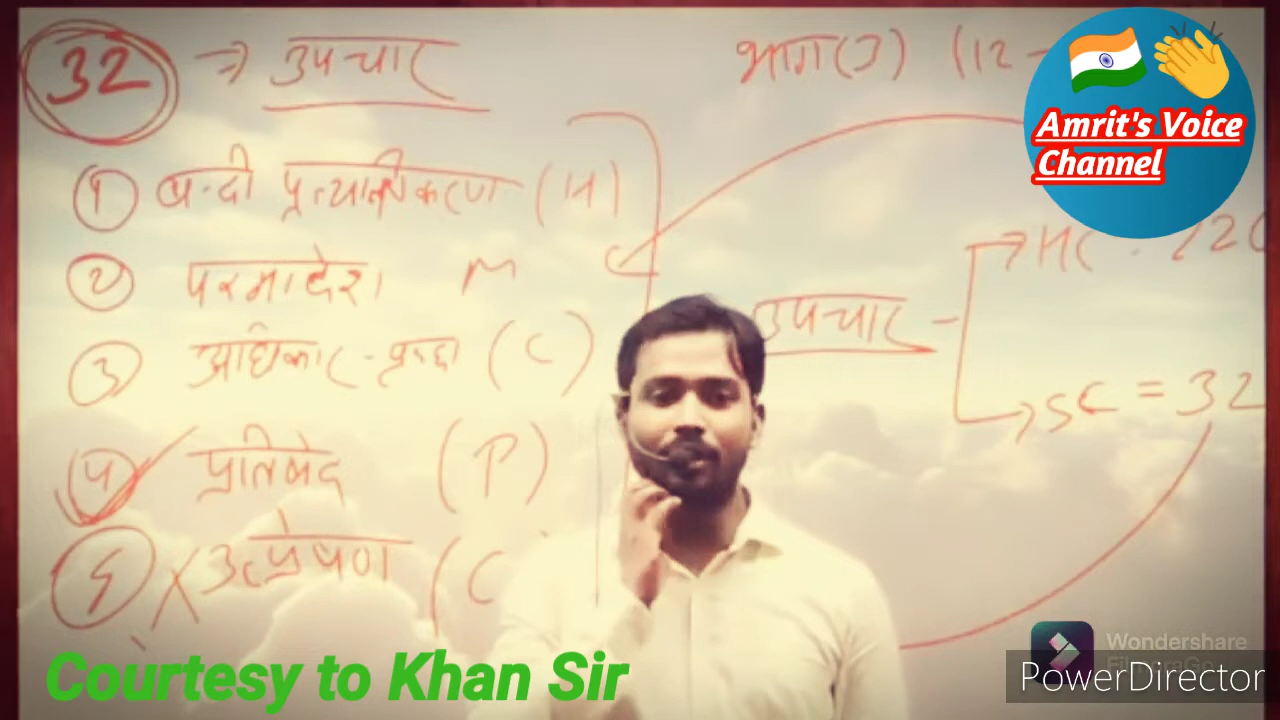 32 → उपचार
भाग (3) (12 -
Amrit's Voice
Channel
① बन्दी प्रत्याक्षीकरण (H)
② परमादेश M
③ अधिकार-पृच्छा (C)
④ प्रतिषेद (P)
⑤ उत्प्रेषण (C
→ HC . 226
उपचार -
→ SC = 32
Courtesy to Khan Sir
Wondershare
PowerDirector